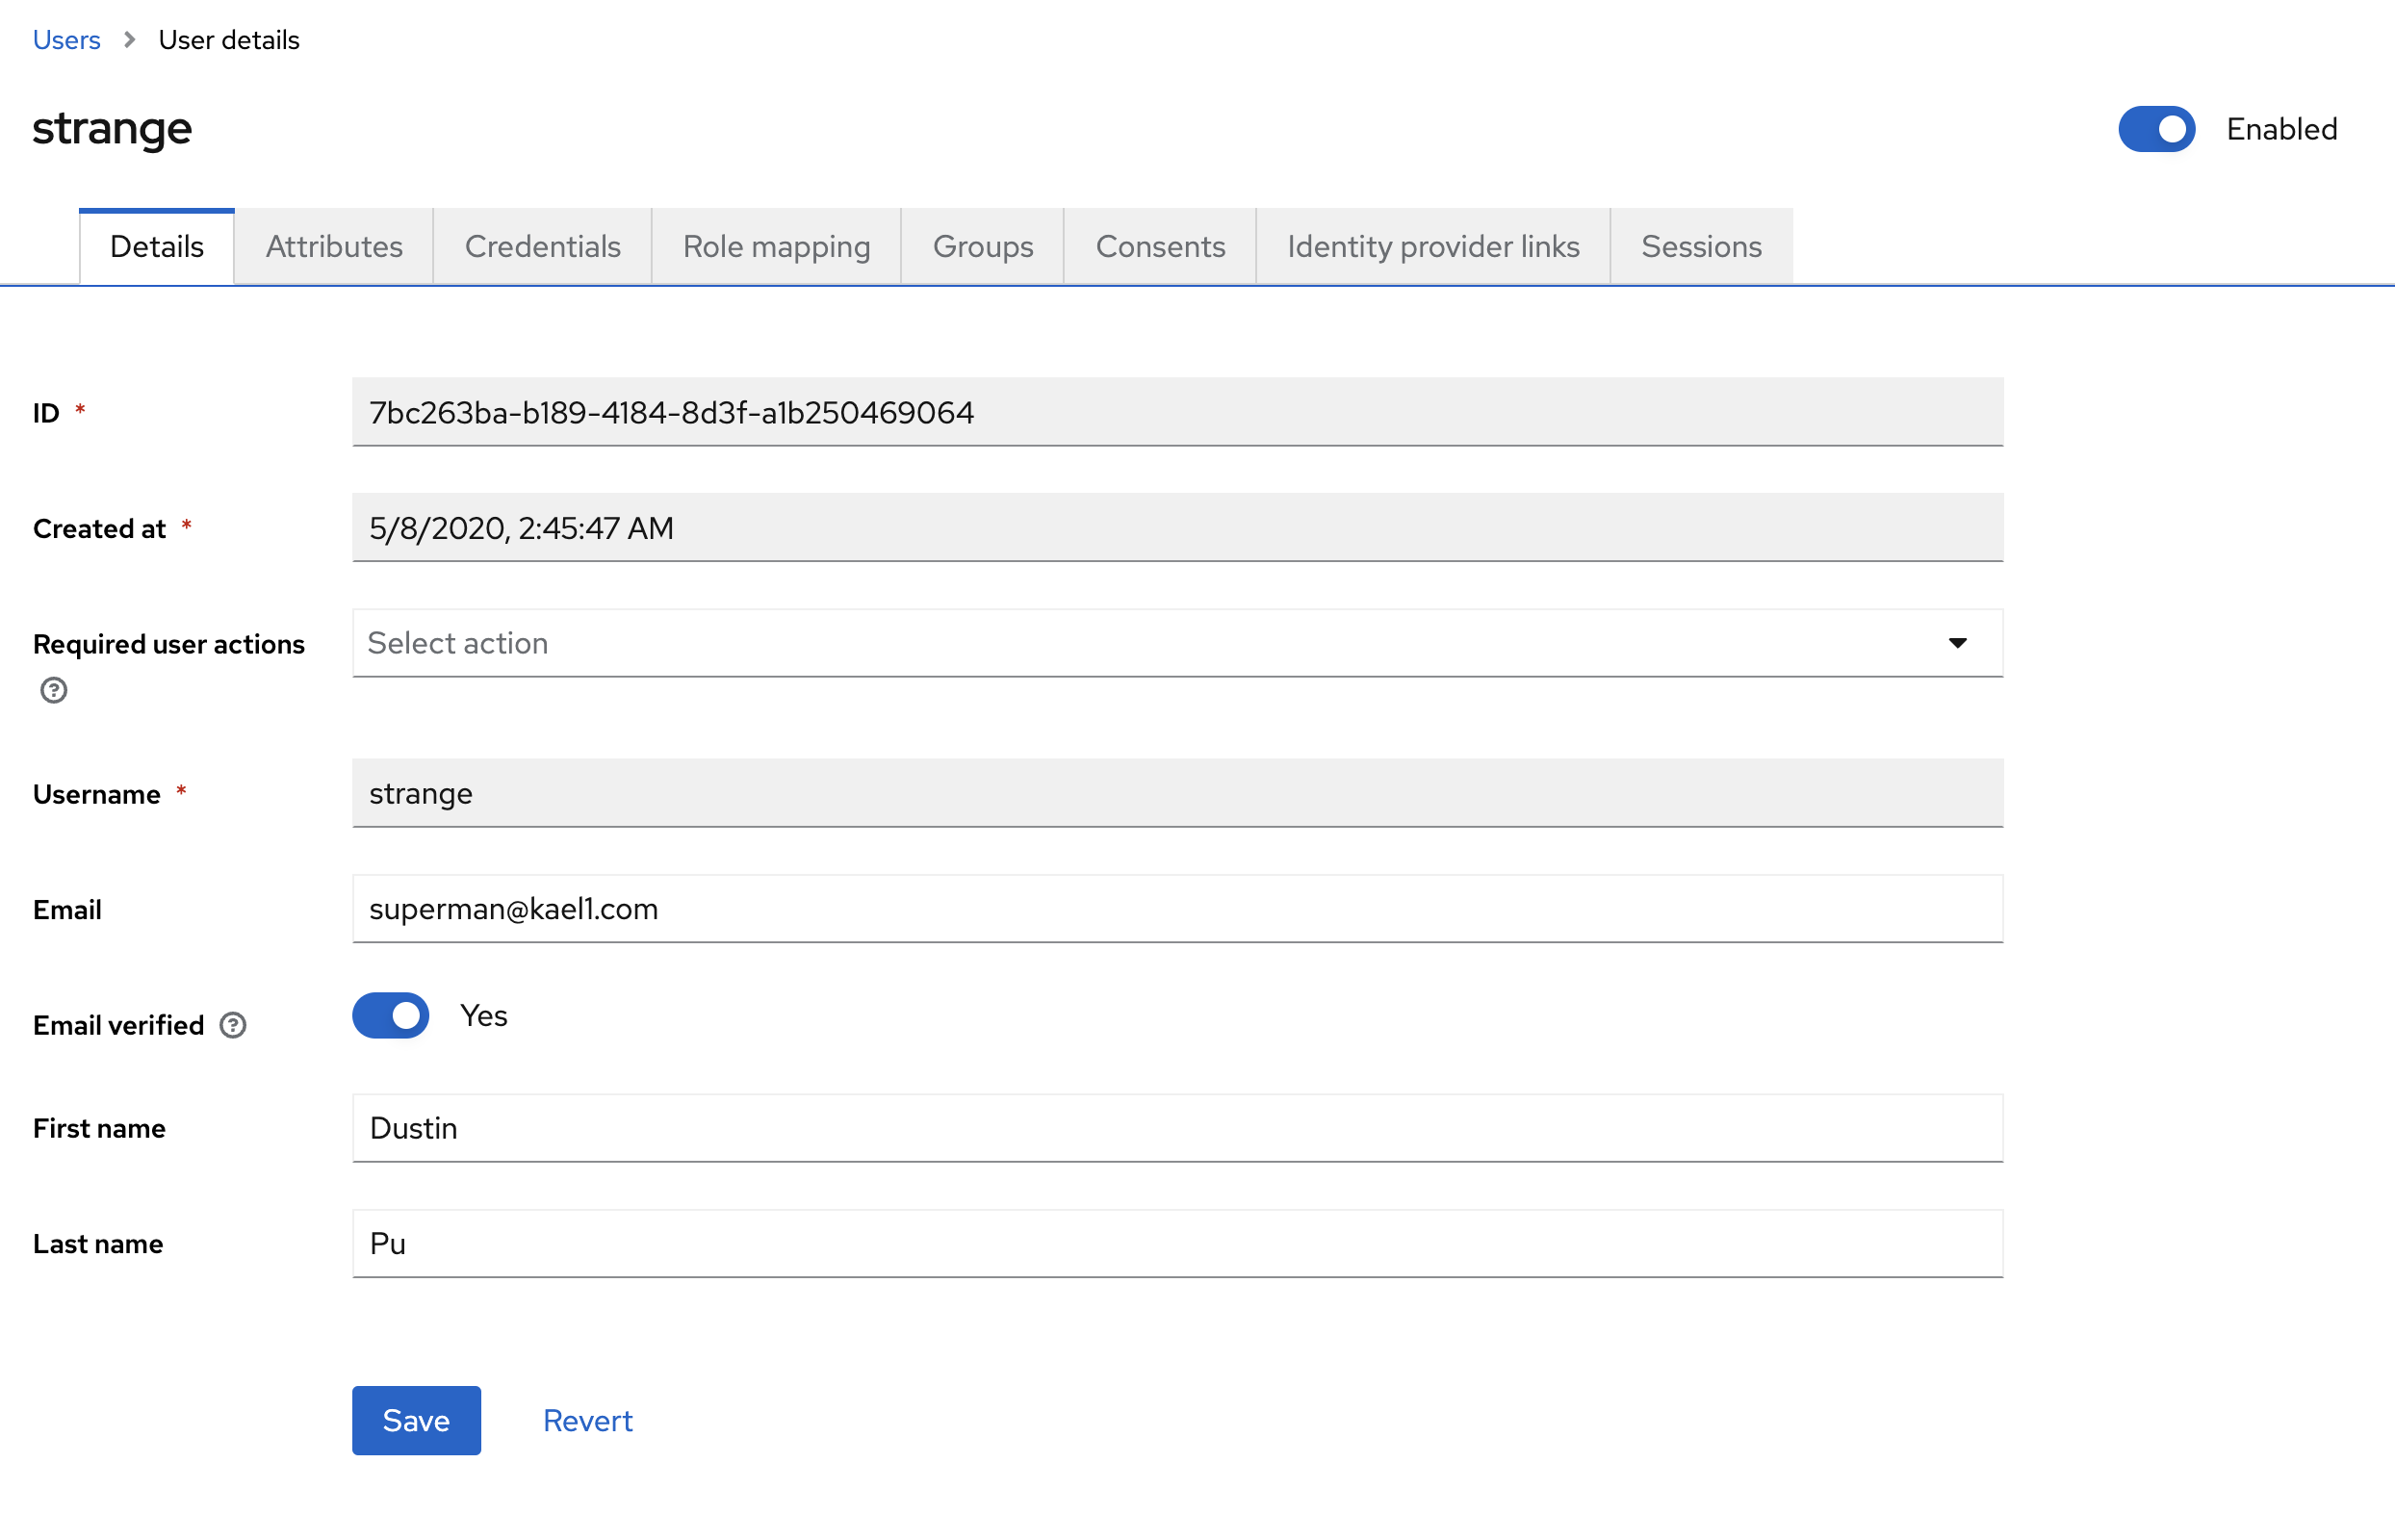 Users > User details
strange
Enabled
Details Attributes Credentials Role mapping Groups Consents Identity provider links Sessions
ID * 7bc263ba-b189-4184-8d3f-a1b250469064
Created at * 5/8/2020, 2:45:47 AM
Required user actions Select action
Username * strange
Email superman@kael1.com
Email verified Yes
First name Dustin
Last name Pu
Save Revert